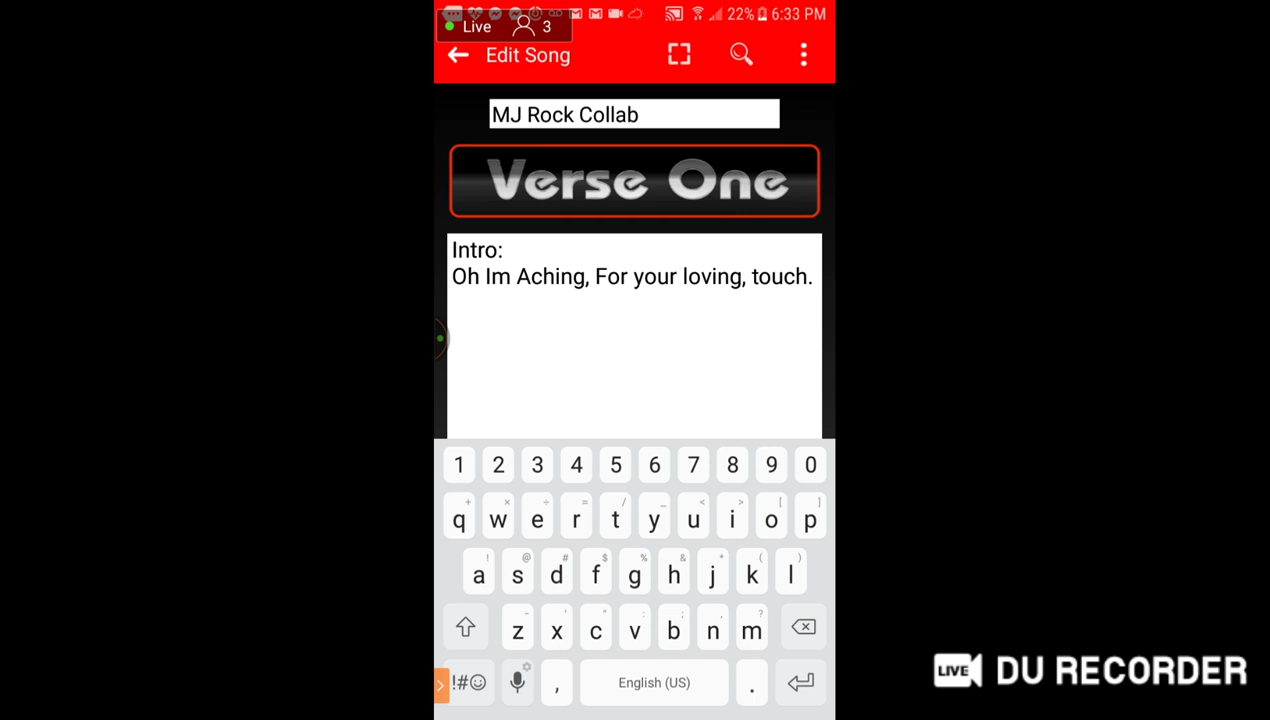 22% 6:33 PM
Live 3
Edit Song
MJ Rock Collab
Verse One
Intro:
Oh Im Aching, For your loving, touch.
1 2 3 4 5 6 7 8 9 0
+ × ÷ = / _ < > [ ]
q w e r t y u i o p
! @ # $ % & * ( )
a s d f g h j k l
- ' " : ; , ?
z x c v b n m
!#☺ , English (US) .
LIVE DU RECORDER